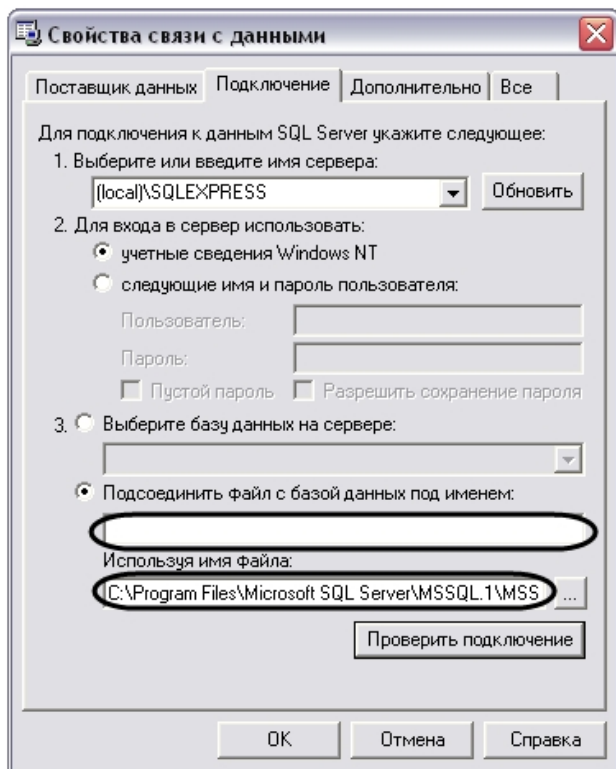 Свойства связи с данными
Поставщик данных Подключение Дополнительно Все
Для подключения к данным SQL Server укажите следующее:
1. Выберите или введите имя сервера:
(local)\SQLEXPRESS Обновить
2. Для входа в сервер использовать:
учетные сведения Windows NT
следующие имя и пароль пользователя:
Пользователь:
Пароль:
Пустой пароль Разрешить сохранение пароля
3. Выберите базу данных на сервере:
Подсоединить файл с базой данных под именем:
Используя имя файла:
C:\Program Files\Microsoft SQL Server\MSSQL.1\MSS ...
Проверить подключение
OK Отмена Справка